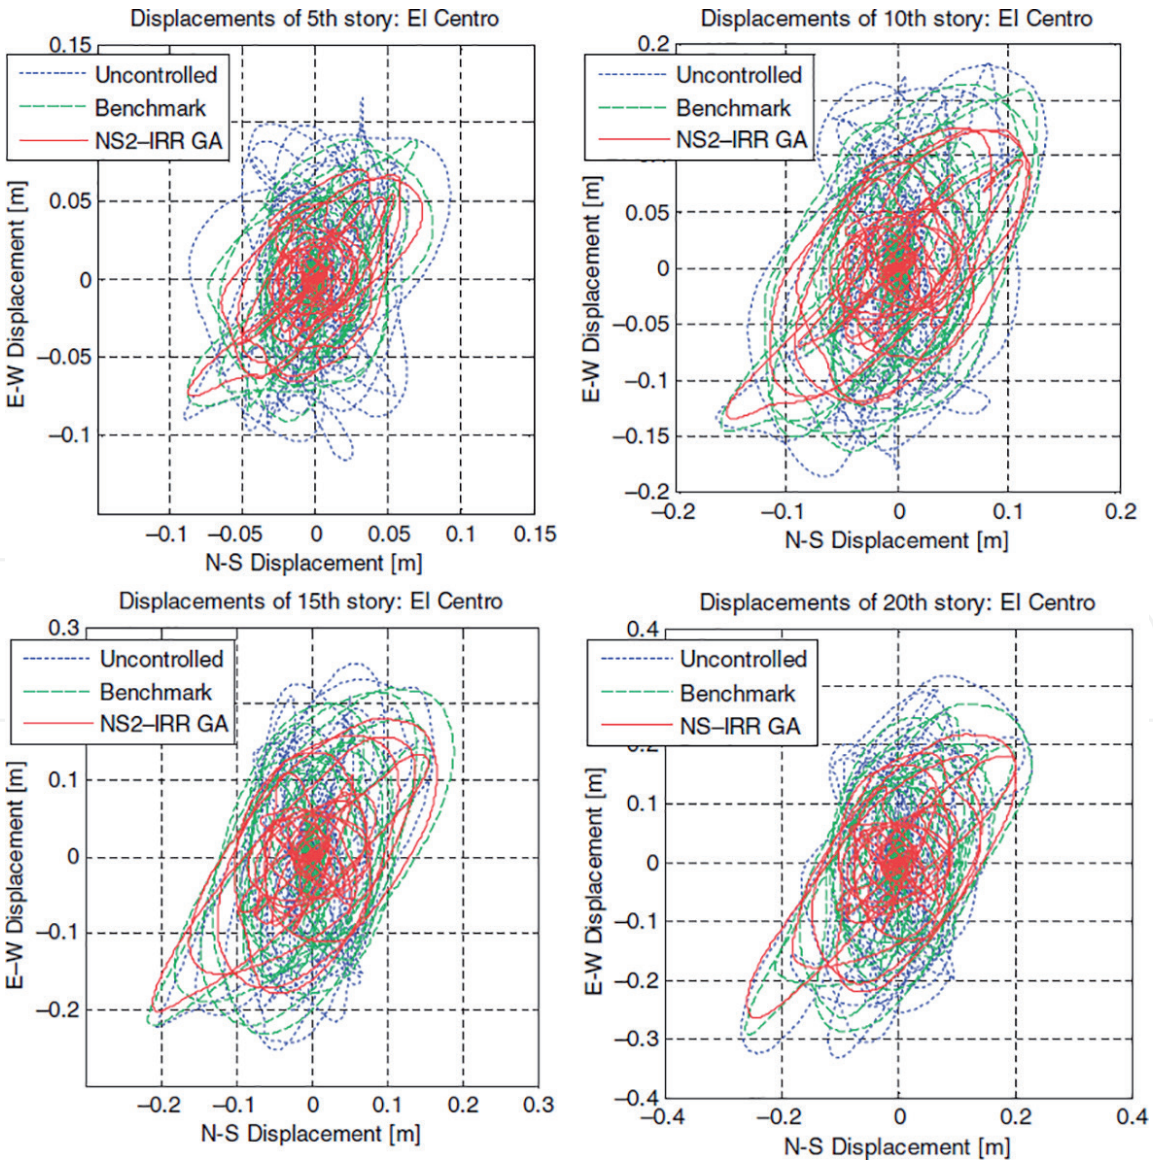 Displacements of 5th story: El Centro
0.15
Uncontrolled
Benchmark
NS2–IRR GA
0.05
0
–0.05
–0.1
E-W Displacement [m]
–0.1 –0.05 0 0.05 0.1 0.15
N-S Displacement [m]
Displacements of 10th story: El Centro
0.2
Uncontrolled
Benchmark
NS2–IRR GA
0.05
0
–0.05
–0.1
–0.15
–0.2
E-W Displacement [m]
–0.2 –0.1 0 0.1 0.2
N-S Displacement [m]
Displacements of 15th story: El Centro
0.3
Uncontrolled
Benchmark
NS2–IRR GA
0.1
0
–0.1
–0.2
E–W Displacement [m]
–0.2 –0.1 0 0.1 0.2 0.3
N-S Displacement [m]
Displacements of 20th story: El Centro
0.4
Uncontrolled
Benchmark
NS–IRR GA
0.2
0.1
0
–0.1
–0.2
–0.3
–0.4
E-W Displacement [m]
–0.4 –0.2 0 0.2 0.4
N-S Displacement [m]